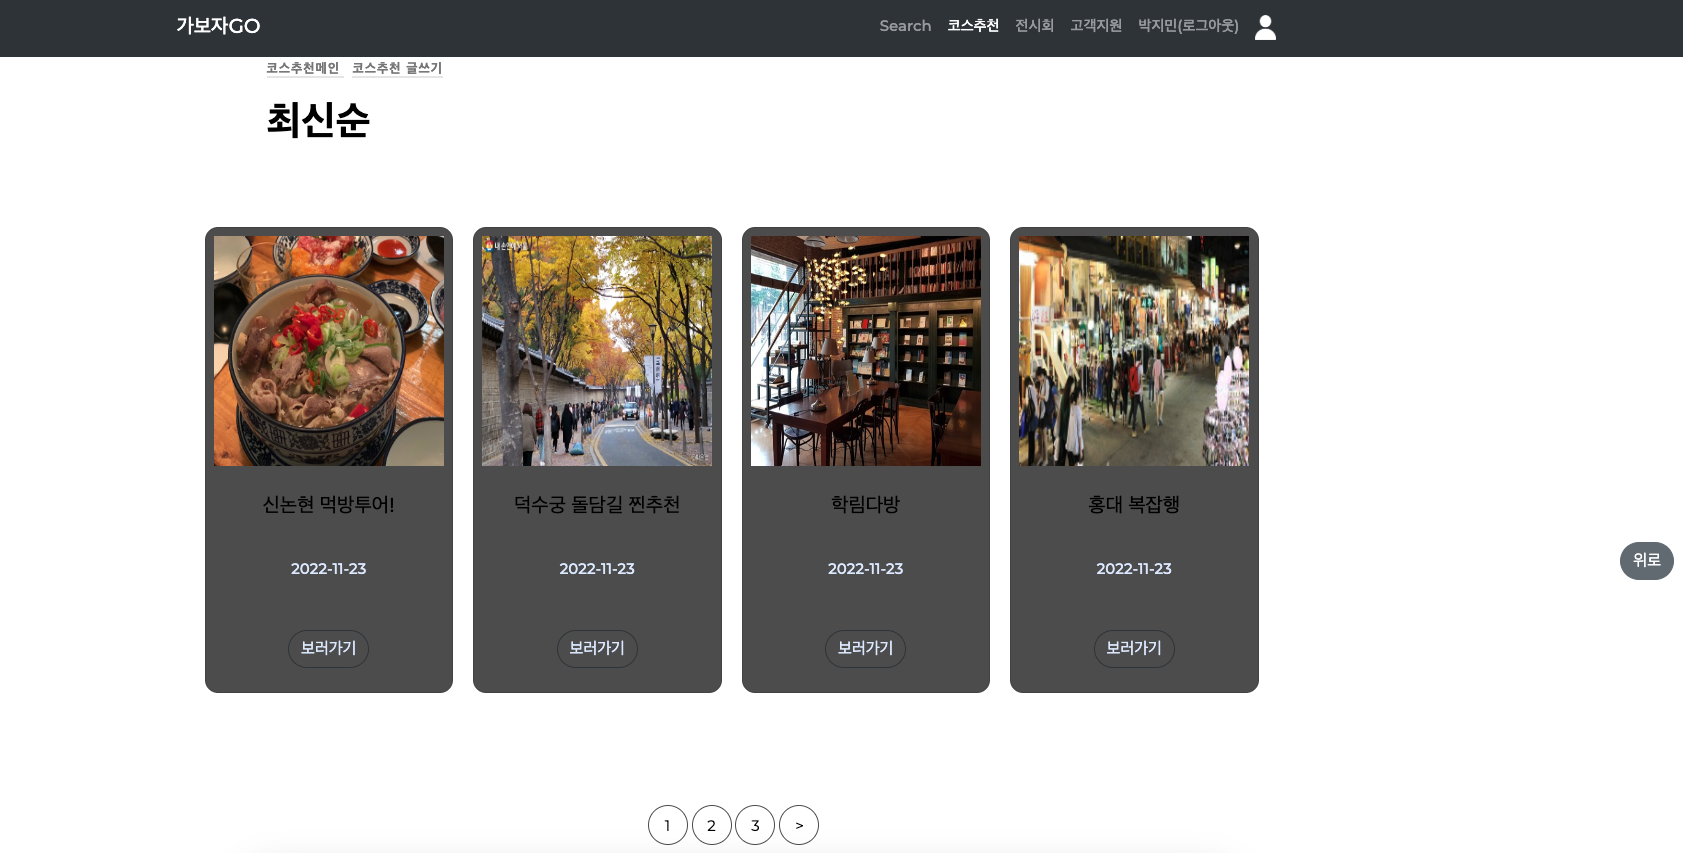 가보자GO
Search 코스추천 전시회 고객지원 박지민(로그아웃)
코스추천메인 코스추천 글쓰기
최신순
신논현 먹방투어!
2022-11-23
보러가기
덕수궁 돌담길 찐추천
2022-11-23
보러가기
학림다방
2022-11-23
보러가기
홍대 복잡행
2022-11-23
보러가기
위로
1 2 3 >